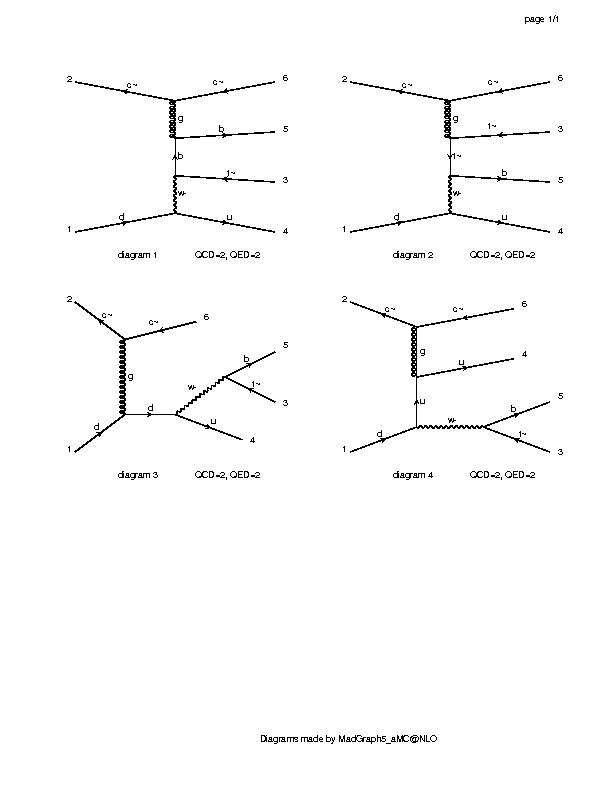 page 1/1
2 c~ c~ 6
g
b 5
b
t~ 3
w-
d u
1 4
diagram 1 QCD=2, QED=2
2 c~ c~ 6
g
t~ 3
t~
b 5
w-
d u
1 4
diagram 2 QCD=2, QED=2
2
c~ c~ 6
b 5
g w- t~
3
d d u
1 4
diagram 3 QCD=2, QED=2
2
c~ c~ 6
g u 4
u b 5
d w- t~
1 3
diagram 4 QCD=2, QED=2
Diagrams made by MadGraph5_aMC@NLO